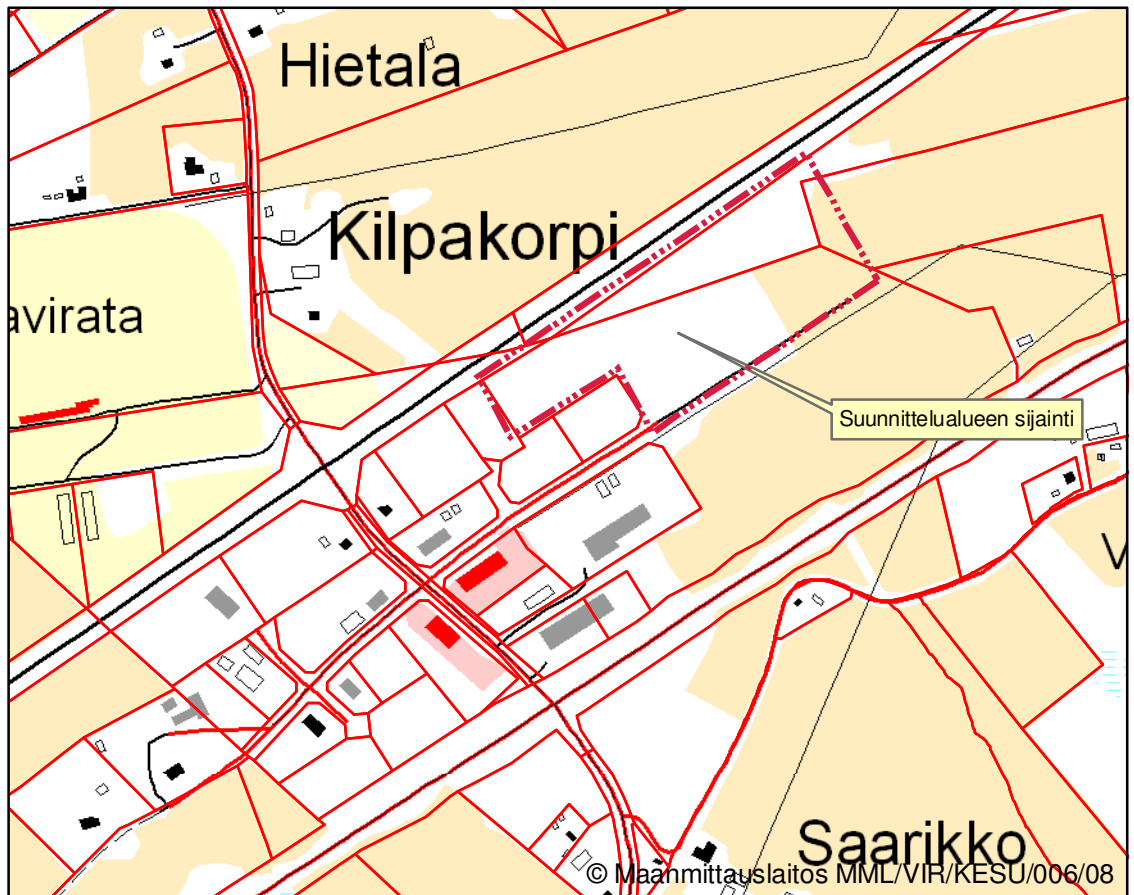 Hietala
Kilpakorpi
avirata
Suunnittelualueen sijainti
V
Saarikko
© Maanmittauslaitos MML/VIR/KESU/006/08